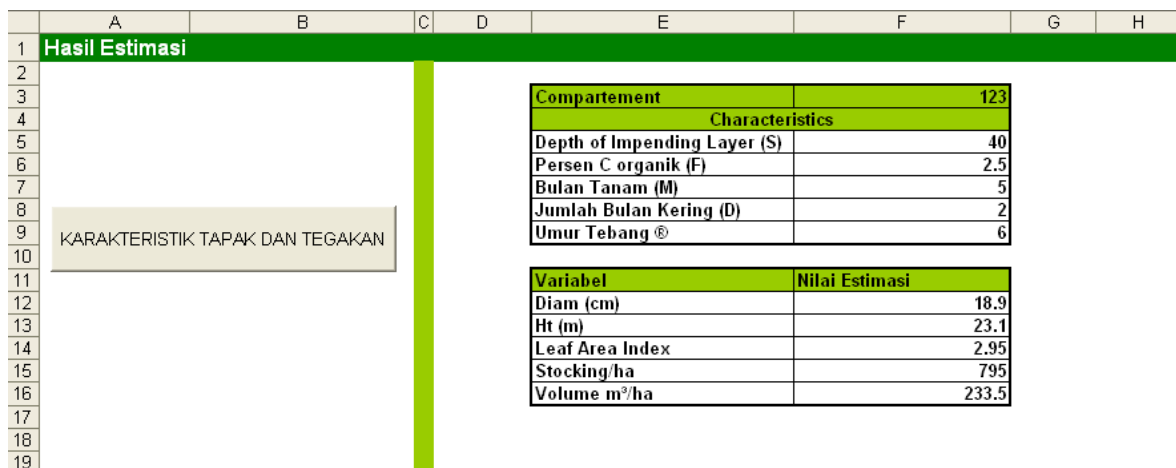 A B C D E F G H
1 Hasil Estimasi
2
3 Compartement 123
4 Characteristics
5 Depth of Impending Layer (S) 40
6 Persen C organik (F) 2.5
7 Bulan Tanam (M) 5
8 Jumlah Bulan Kering (D) 2
9 KARAKTERISTIK TAPAK DAN TEGAKAN Umur Tebang ® 6
10
11 Variabel Nilai Estimasi
12 Diam (cm) 18.9
13 Ht (m) 23.1
14 Leaf Area Index 2.95
15 Stocking/ha 795
16 Volume m³/ha 233.5
17
18
19